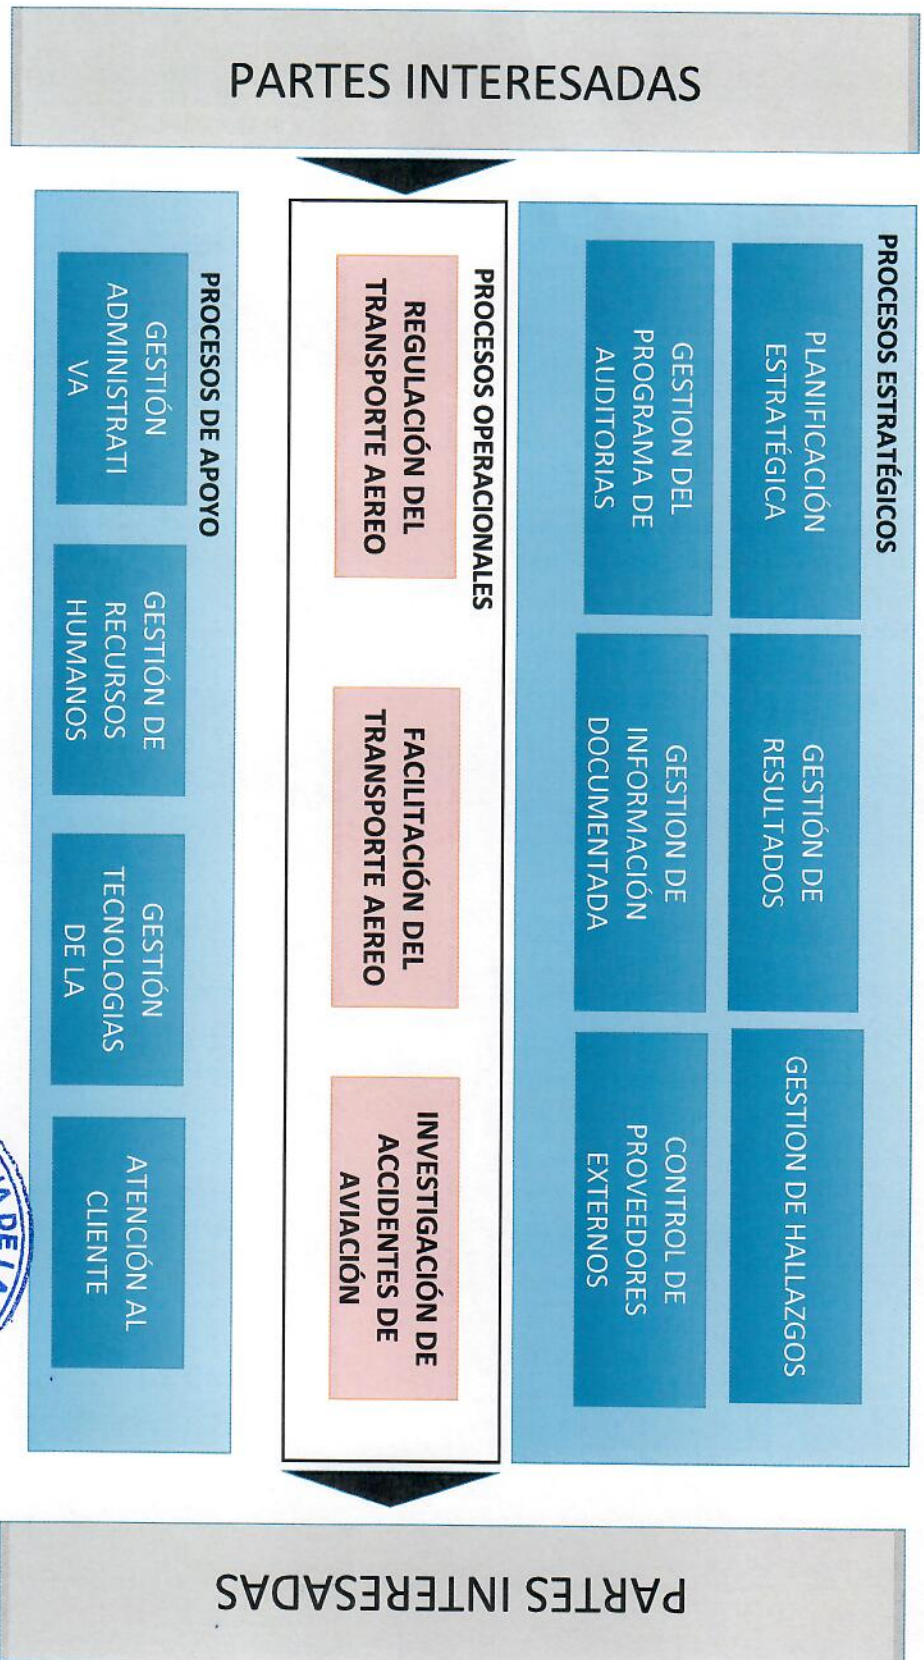 PARTES INTERESADAS
PROCESOS ESTRATÉGICOS
PLANIFICACIÓN
ESTRATÉGICA
GESTIÓN DE
RESULTADOS
GESTION DE HALLAZGOS
GESTION DEL
PROGRAMA DE
AUDITORIAS
GESTION DE
INFORMACIÓN
DOCUMENTADA
CONTROL DE
PROVEEDORES
EXTERNOS
PROCESOS OPERACIONALES
REGULACIÓN DEL
TRANSPORTE AEREO
FACILITACIÓN DEL
TRANSPORTE AEREO
INVESTIGACIÓN DE
ACCIDENTES DE
AVIACIÓN
PROCESOS DE APOYO
GESTIÓN
ADMINISTRATI
VA
GESTIÓN DE
RECURSOS
HUMANOS
GESTIÓN
TECNOLOGIAS
DE LA
ATENCIÓN AL
CLIENTE
PARTES INTERESADAS